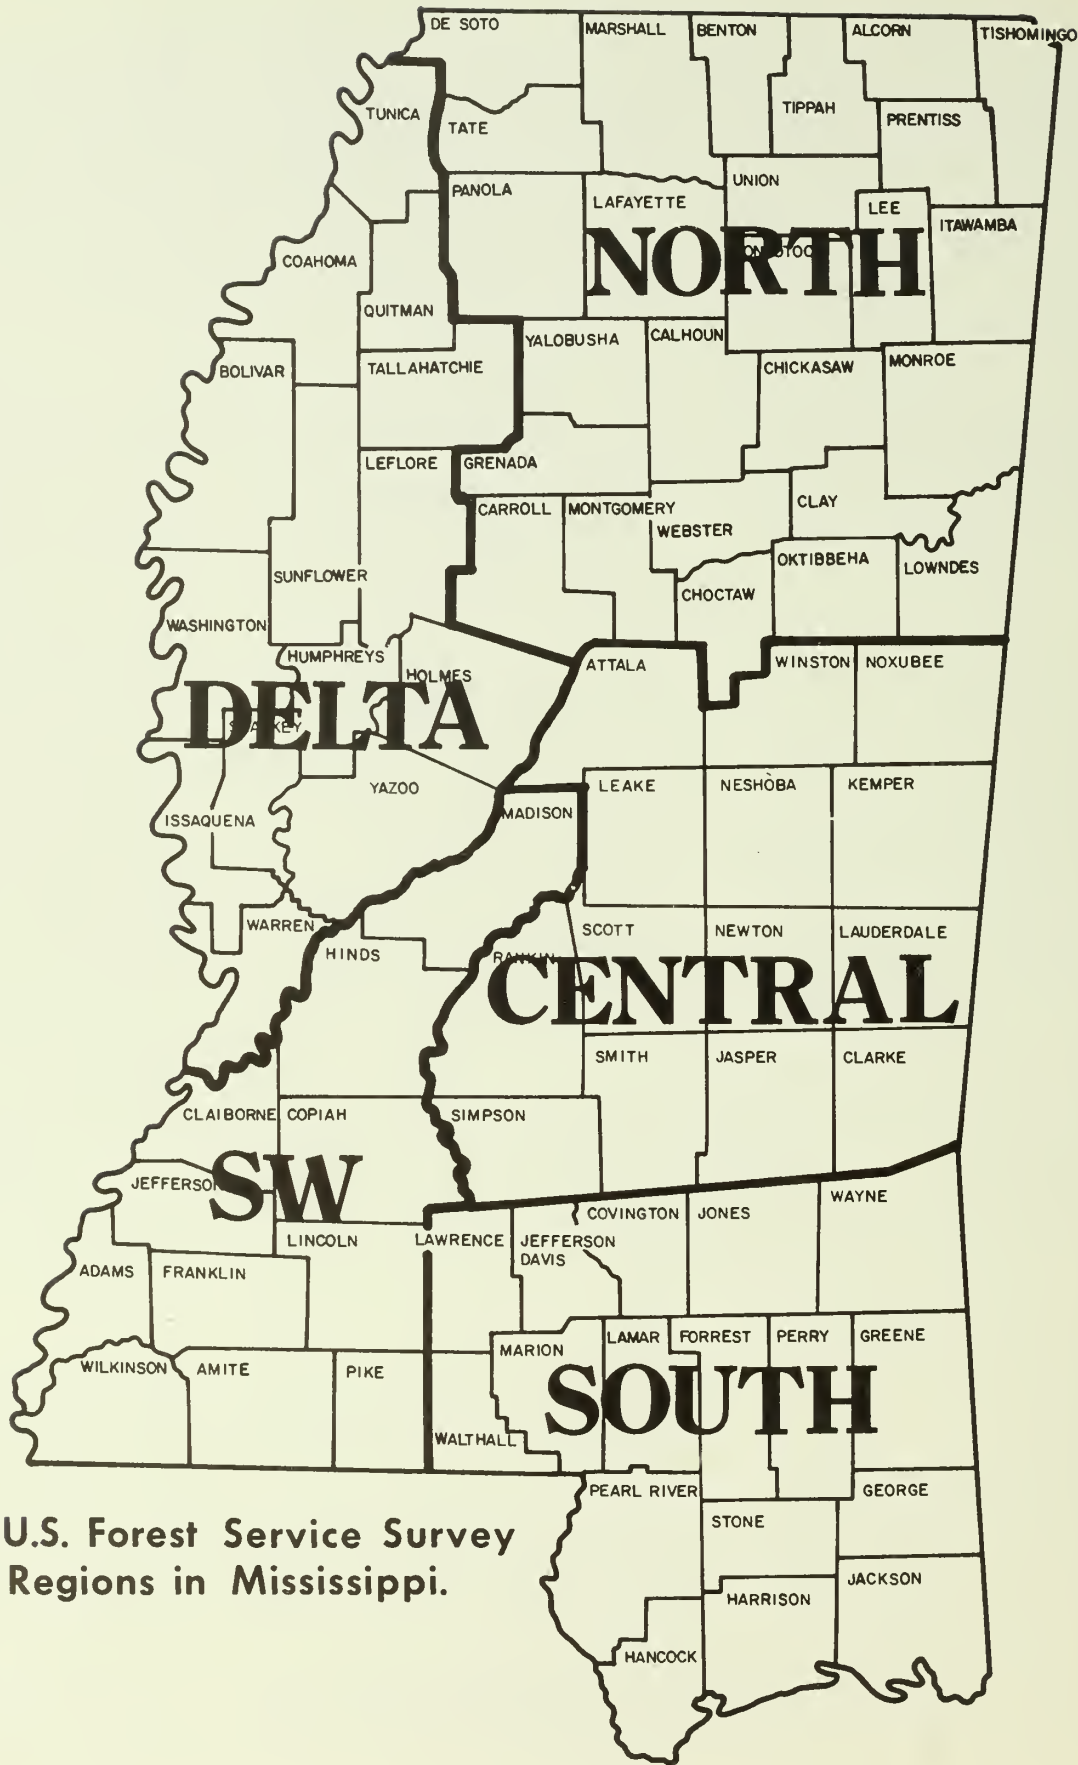 DE SOTO
MARSHALL
BENTON
ALCORN
TISHOMINGO
TUNICA
TATE
TIPPAH
PRENTISS
PANOLA
LAFAYETTE
UNION
LEE
ITAWAMBA
NORTH
COAHOMA
QUITMAN
YALOBUSHA
CALHOUN
BOLIVAR
TALLAHATCHIE
CHICKASAW
MONROE
LEFLORE
GRENADA
CARROLL
MONTGOMERY
WEBSTER
CLAY
SUNFLOWER
OKTIBBEHA
LOWNDES
CHOCTAW
WASHINGTON
HUMPHREYS
HOLMES
ATTALA
WINSTON
NOXUBEE
DELTA
YAZOO
MADISON
LEAKE
NESHOBA
KEMPER
ISSAQUENA
WARREN
HINDS
RANKIN
SCOTT
NEWTON
LAUDERDALE
CENTRAL
SMITH
JASPER
CLARKE
CLAIBORNE
COPIAH
SIMPSON
SW
JEFFERSON
LINCOLN
LAWRENCE
JEFFERSON
DAVIS
COVINGTON
JONES
WAYNE
ADAMS
FRANKLIN
MARION
LAMAR
FORREST
PERRY
GREENE
WILKINSON
AMITE
PIKE
SOUTH
WALTHALL
PEARL RIVER
GEORGE
STONE
U.S. Forest Service Survey
Regions in Mississippi.
HARRISON
JACKSON
HANCOCK